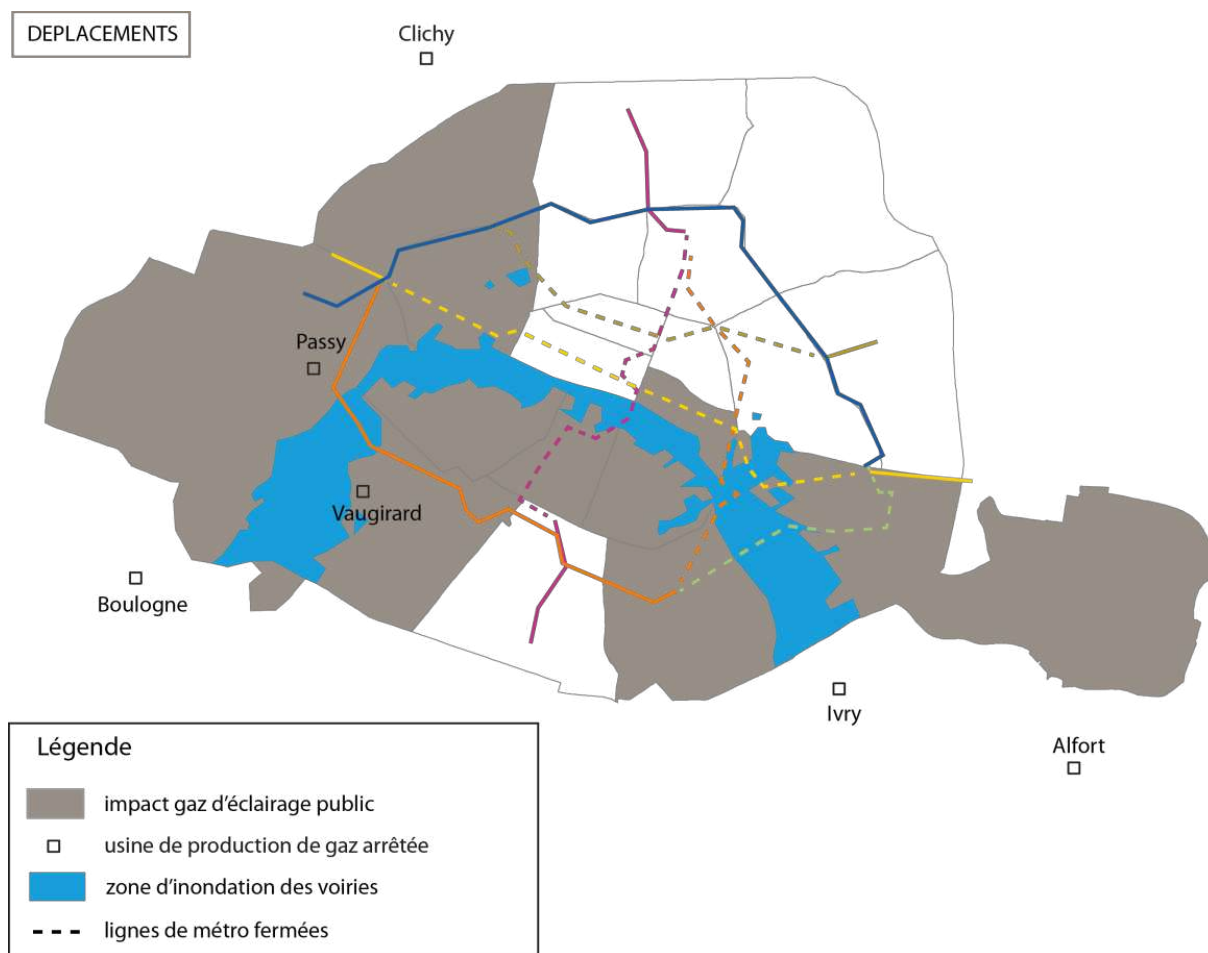 DEPLACEMENTS
Clichy
Passy
Vaugirard
Boulogne
Ivry
Alfort
Légende
impact gaz d'éclairage public
usine de production de gaz arrêtée
zone d'inondation des voiries
lignes de métro fermées